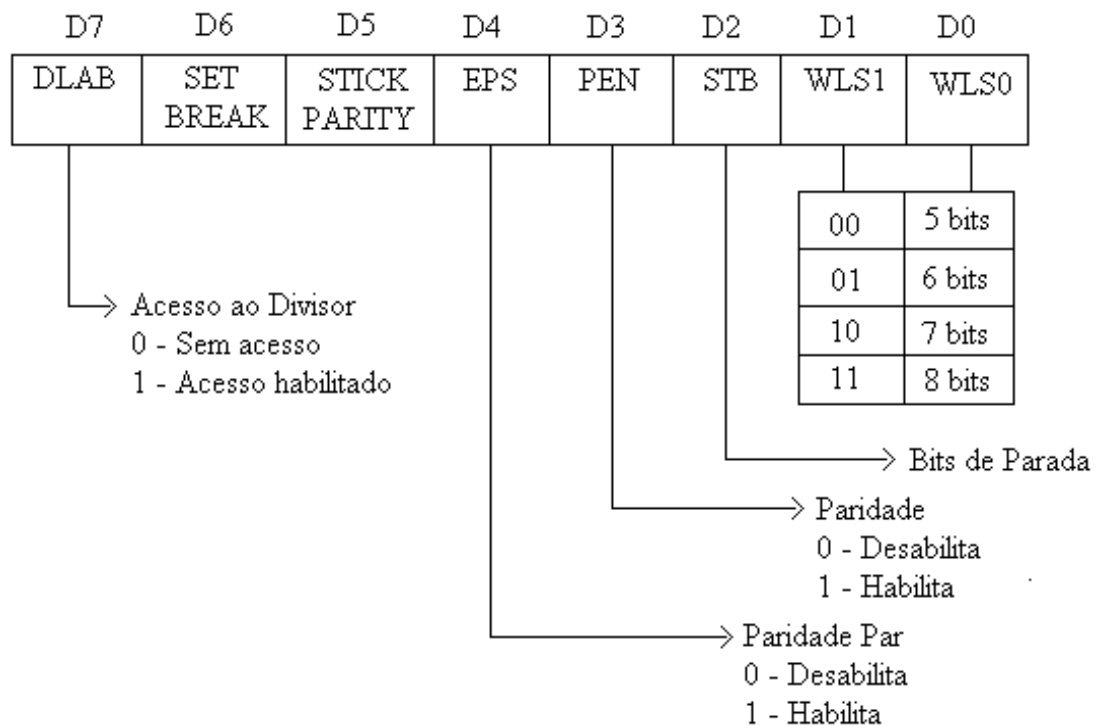 D7 D6 D5 D4 D3 D2 D1 D0
DLAB SET BREAK STICK PARITY EPS PEN STB WLS1 WLS0
00 5 bits
01 6 bits
10 7 bits
11 8 bits
Acesso ao Divisor
0 - Sem acesso
1 - Acesso habilitado
Bits de Parada
Paridade
0 - Desabilita
1 - Habilita
Paridade Par
0 - Desabilita
1 - Habilita